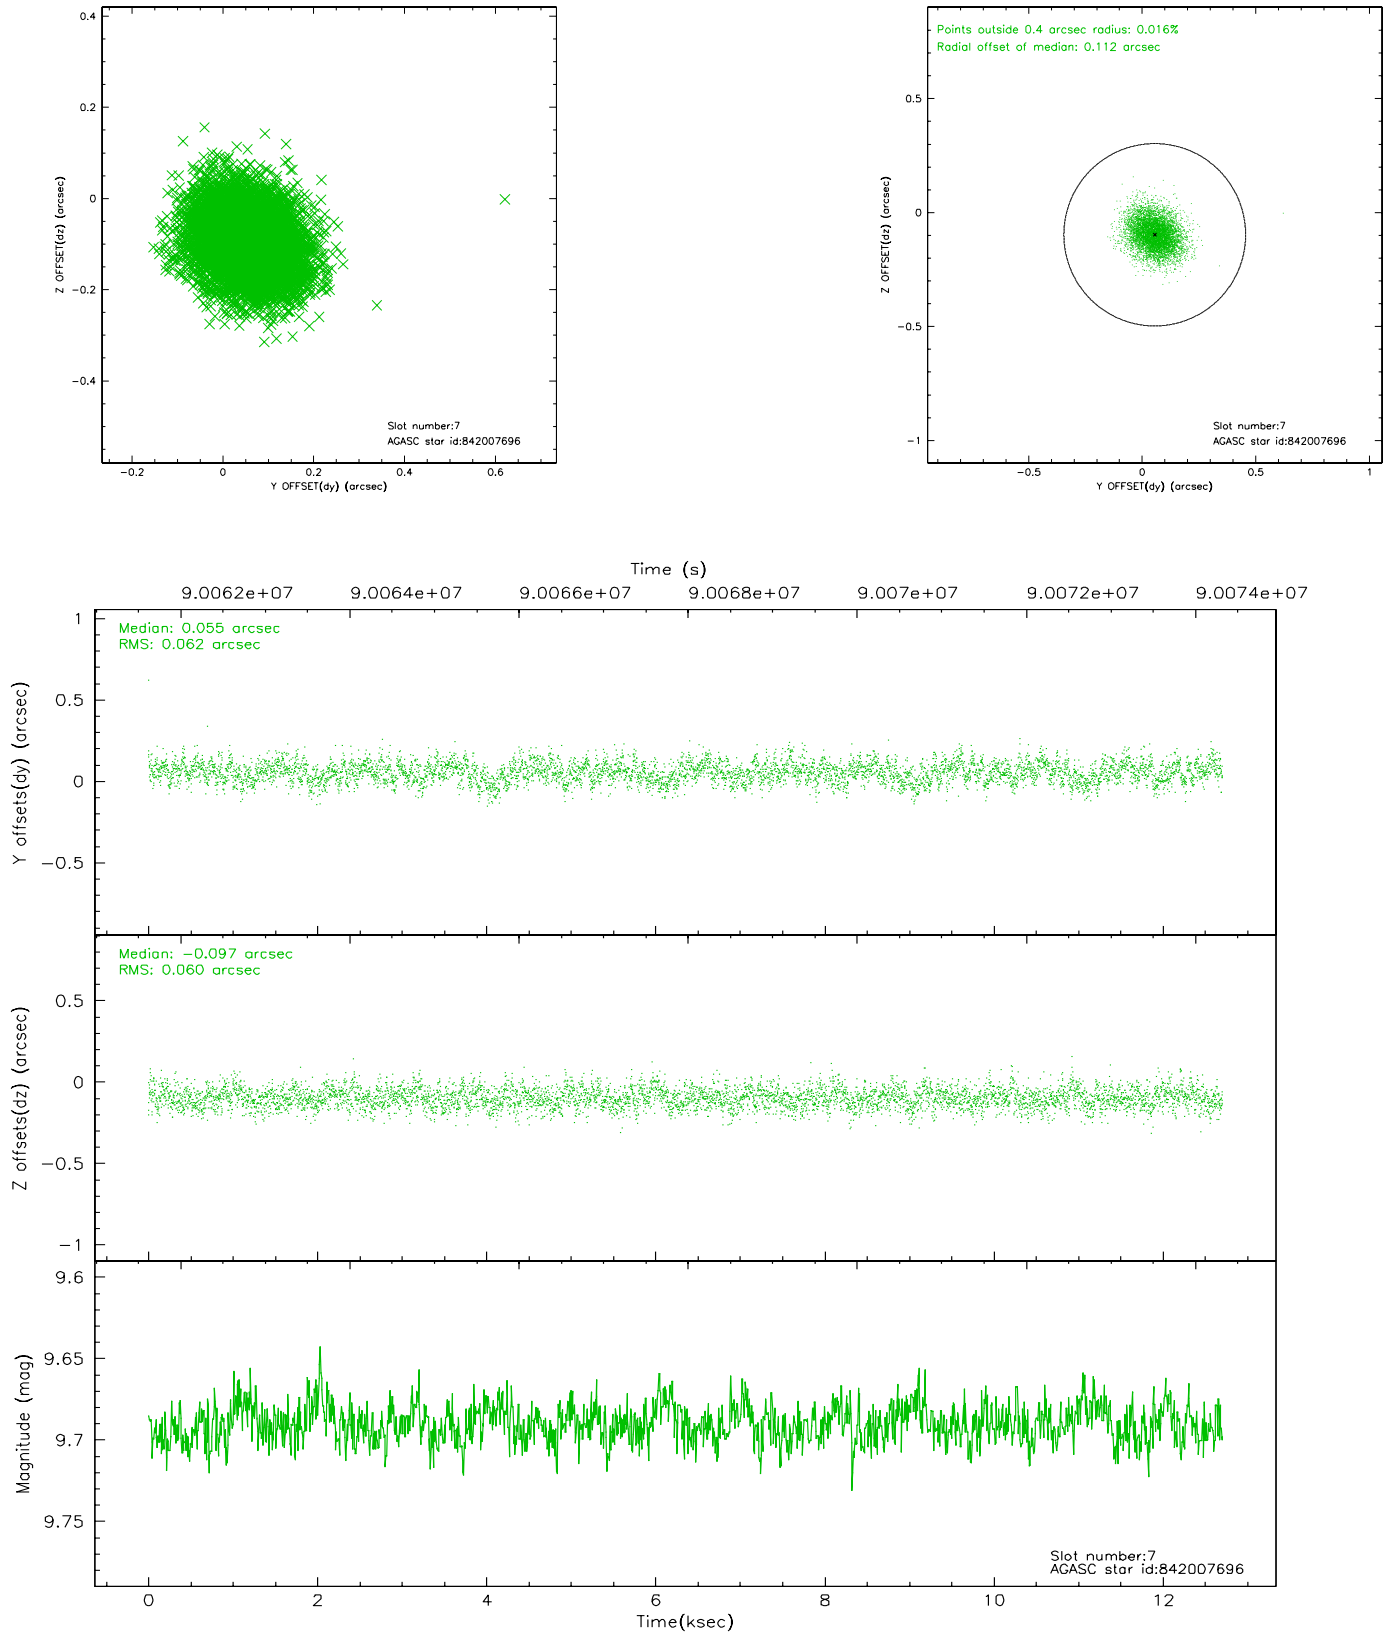 0.4
0.2
0
−0.2
−0.4
Z OFFSET(dz) (arcsec)
Slot number:7
AGASC star id:842007696
−0.2 0 0.2 0.4 0.6
Y OFFSET(dy) (arcsec)
Points outside 0.4 arcsec radius: 0.016%
Radial offset of median: 0.112 arcsec
0.5
0
−0.5
−1
Z OFFSET(dz) (arcsec)
Slot number:7
AGASC star id:842007696
−0.5 0 0.5 1
Y OFFSET(dy) (arcsec)
Time (s)
9.0062e+07 9.0064e+07 9.0066e+07 9.0068e+07 9.007e+07 9.0072e+07 9.0074e+07
Median: 0.055 arcsec
RMS: 0.062 arcsec
1
0.5
0
−0.5
Y offsets(dy) (arcsec)
Median: −0.097 arcsec
RMS: 0.060 arcsec
0.5
0
−0.5
−1
Z offsets(dz) (arcsec)
9.6
9.65
9.7
9.75
Magnitude (mag)
Slot number:7
AGASC star id:842007696
0 2 4 6 8 10 12
Time(ksec)